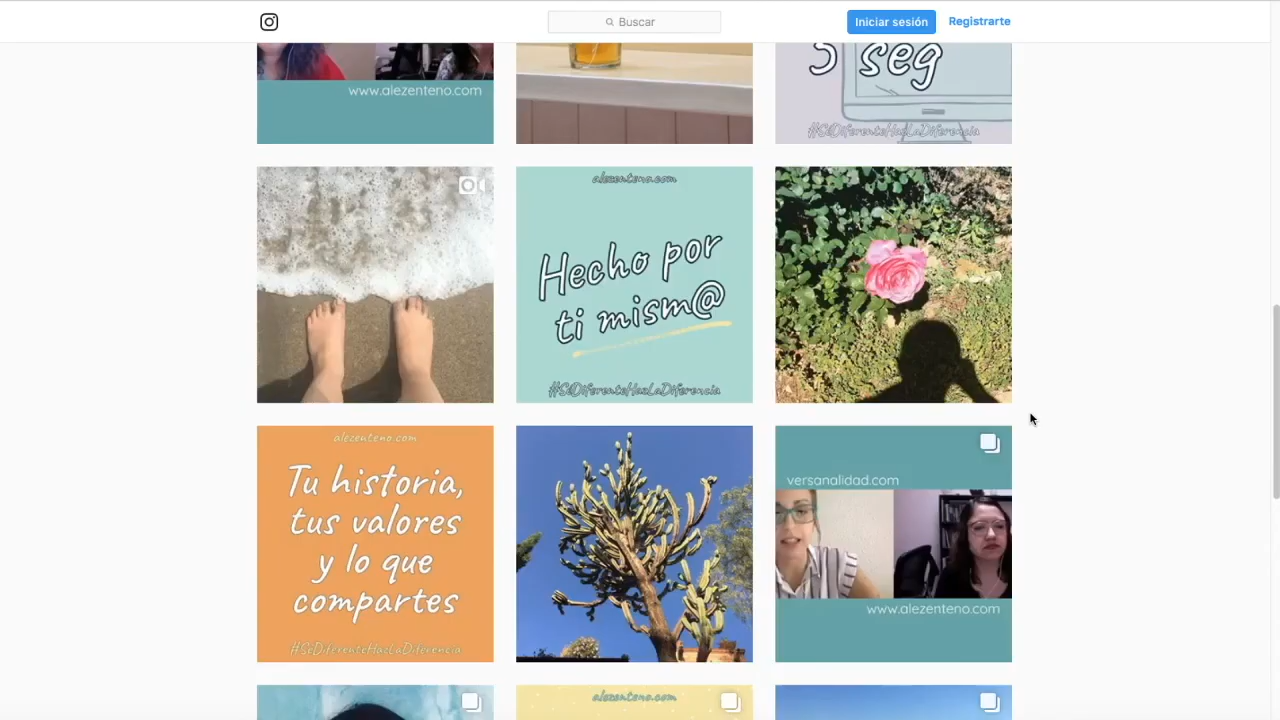 Buscar
Iniciar sesión
Registrarte
www.alezenteno.com
5 seg
#SéDiferenteHazLaDiferencia
alezenteno.com
Hecho por
ti mism@
#SéDiferenteHazLaDiferencia
alezenteno.com
Tu historia,
tus valores
y lo que
compartes
#SéDiferenteHazLaDiferencia
versanalidad.com
www.alezenteno.com
alezenteno.com